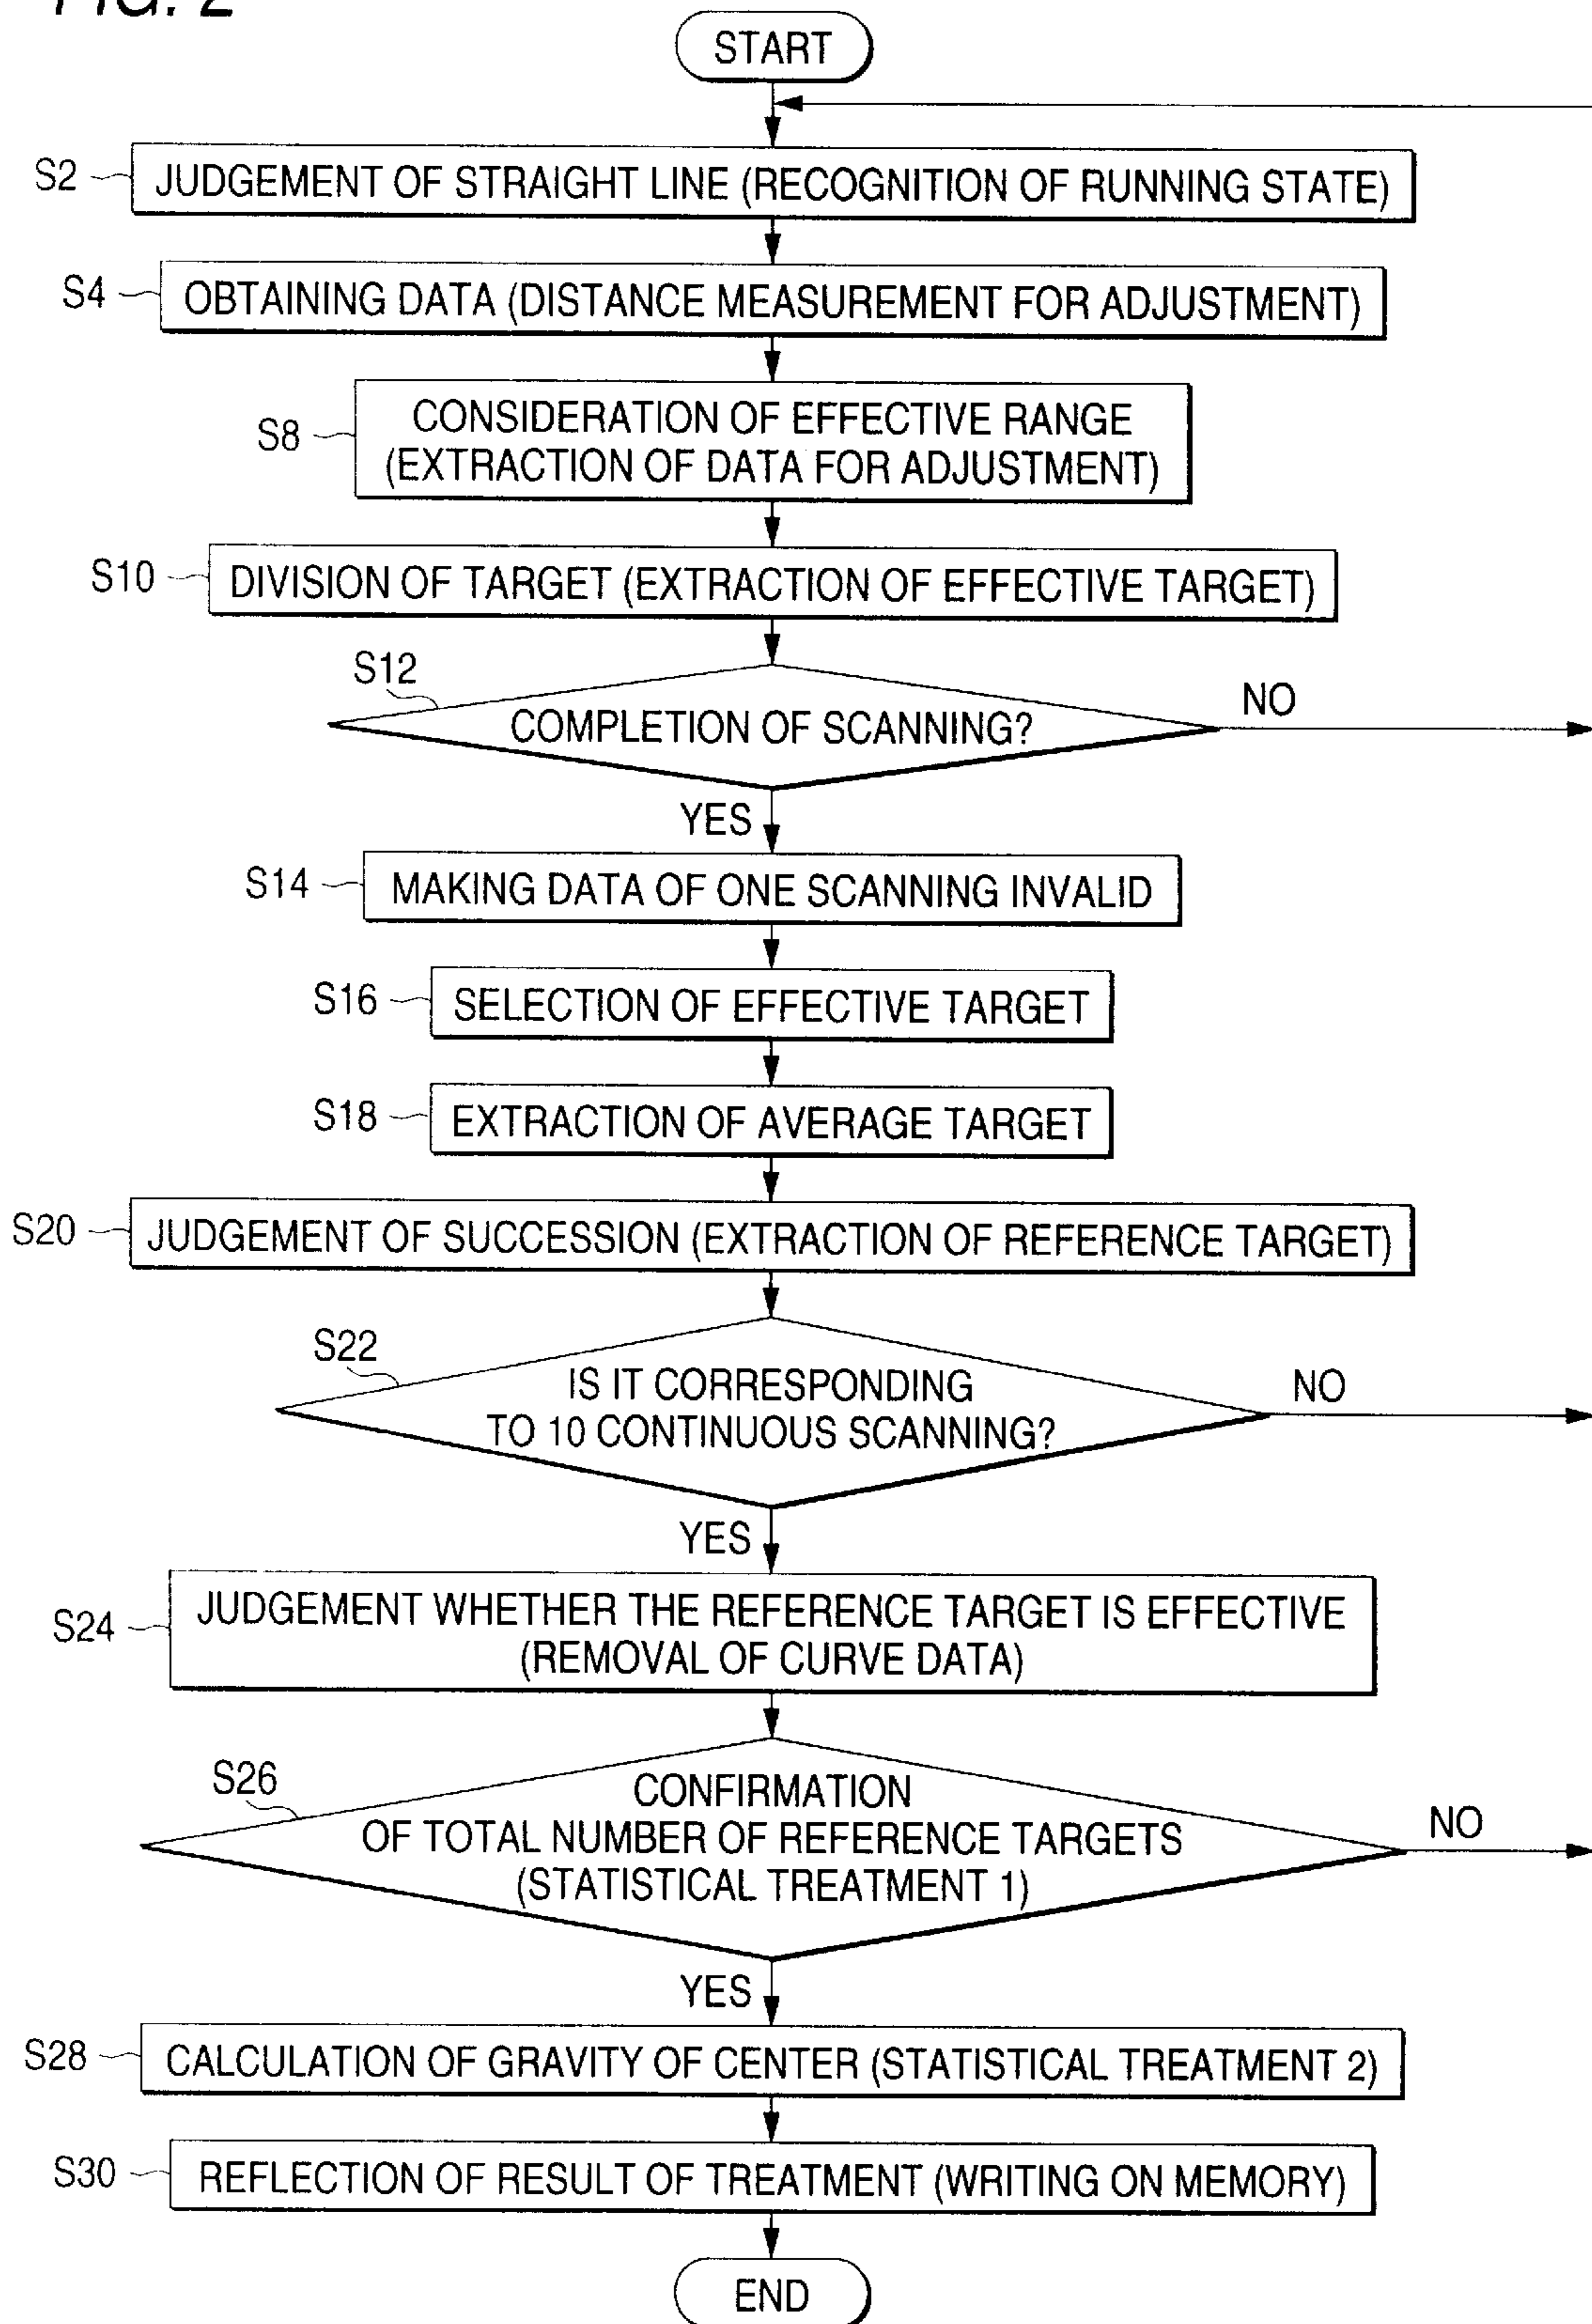 FIG. 2
START
S2
JUDGEMENT OF STRAIGHT LINE (RECOGNITION OF RUNNING STATE)
S4
OBTAINING DATA (DISTANCE MEASUREMENT FOR ADJUSTMENT)
S8
CONSIDERATION OF EFFECTIVE RANGE
(EXTRACTION OF DATA FOR ADJUSTMENT)
S10
DIVISION OF TARGET (EXTRACTION OF EFFECTIVE TARGET)
S12
COMPLETION OF SCANNING?
NO
YES
S14
MAKING DATA OF ONE SCANNING INVALID
S16
SELECTION OF EFFECTIVE TARGET
S18
EXTRACTION OF AVERAGE TARGET
S20
JUDGEMENT OF SUCCESSION (EXTRACTION OF REFERENCE TARGET)
S22
IS IT CORRESPONDING
TO 10 CONTINUOUS SCANNING?
NO
YES
S24
JUDGEMENT WHETHER THE REFERENCE TARGET IS EFFECTIVE
(REMOVAL OF CURVE DATA)
S26
CONFIRMATION
OF TOTAL NUMBER OF REFERENCE TARGETS
(STATISTICAL TREATMENT 1)
NO
YES
S28
CALCULATION OF GRAVITY OF CENTER (STATISTICAL TREATMENT 2)
S30
REFLECTION OF RESULT OF TREATMENT (WRITING ON MEMORY)
END